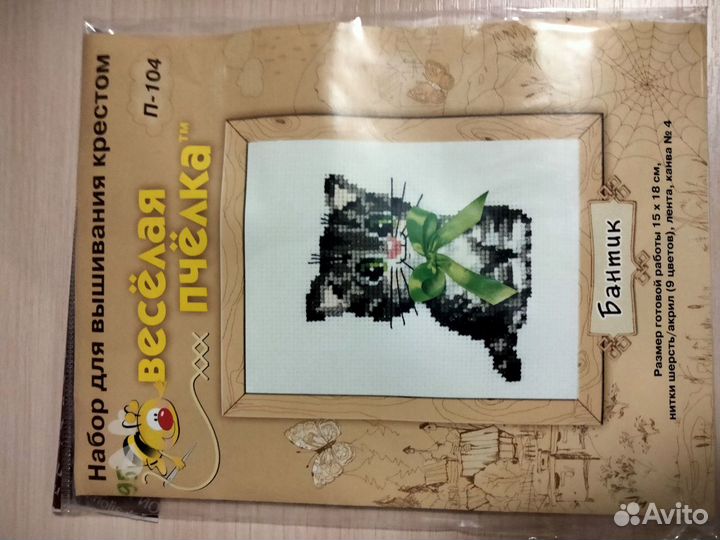 Набор для вышивания крестом
весёлая
пчёлка™
П-104
Бантик
Размер готовой работы 15 х 18 см,
нитки шерсть/акрил (9 цветов), лента, канва № 4
Avito